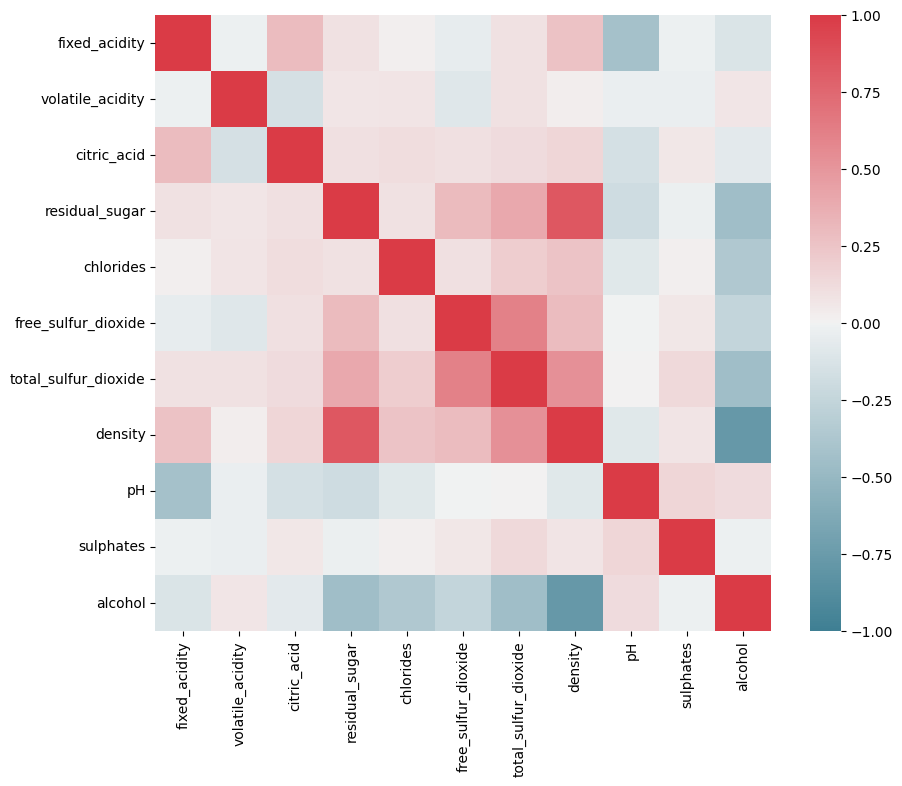 fixed_acidity
volatile_acidity
citric_acid
residual_sugar
chlorides
free_sulfur_dioxide
total_sulfur_dioxide
density
pH
sulphates
alcohol
fixed_acidity
volatile_acidity
citric_acid
residual_sugar
chlorides
free_sulfur_dioxide
total_sulfur_dioxide
density
pH
sulphates
alcohol
1.00
0.75
0.50
0.25
0.00
−0.25
−0.50
−0.75
−1.00